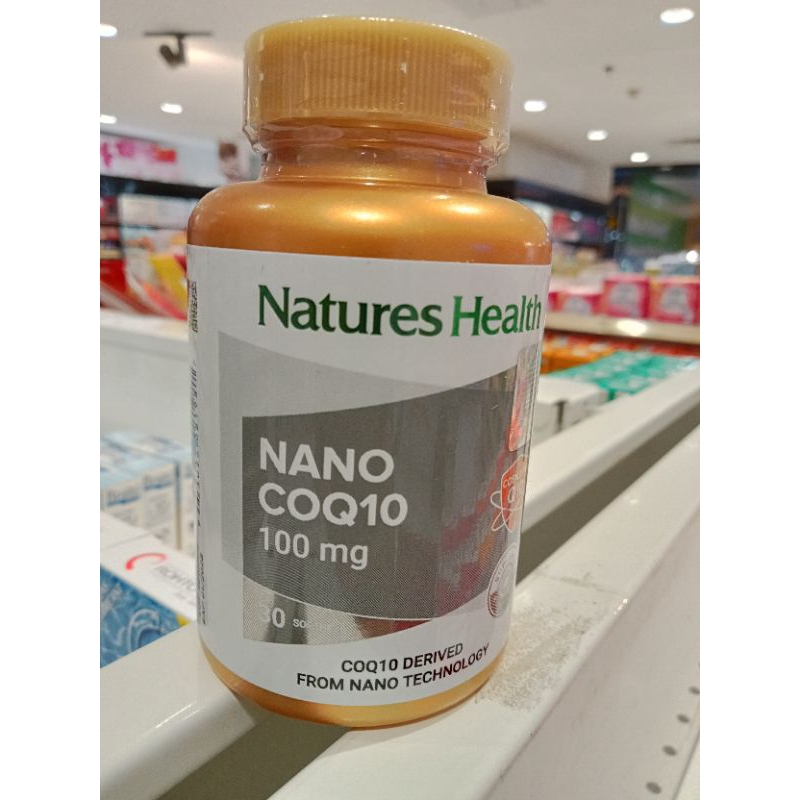 Natures Health
NANO
COQ10
100 mg
30
COQ10 DERIVED
FROM NANO TECHNOLOGY